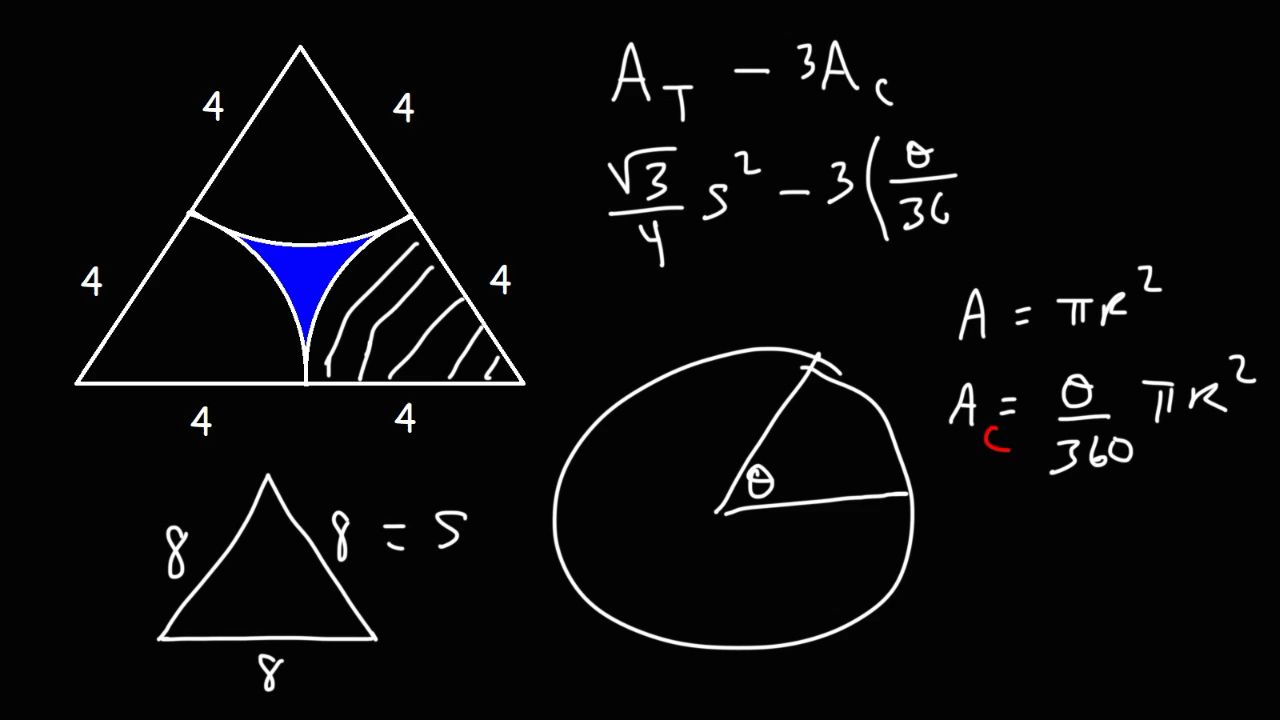 4 4
4 4
4 4
A_T - 3A_C
√3/4 s² - 3(θ/36
A = πR²
A_C = θ/360 πR²
θ
8 8 = S
8